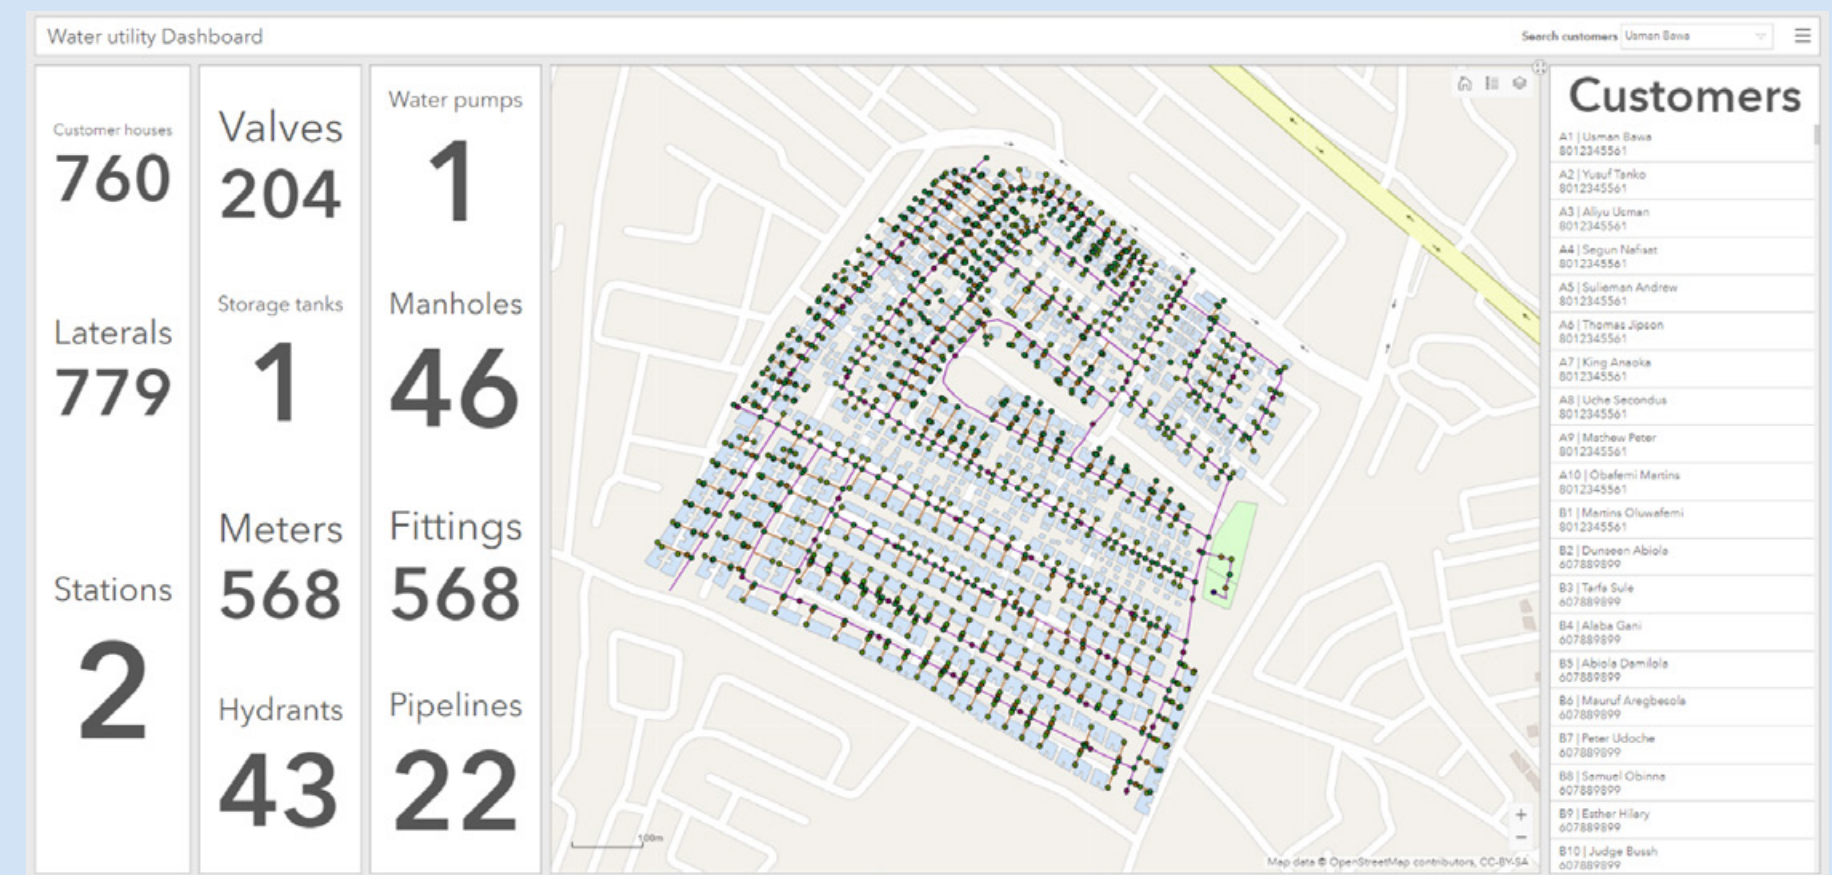 Water utility Dashboard
Search customers Usman Bawa
Customer houses
760
Laterals
779
Stations
2
Valves
204
Storage tanks
1
Meters
568
Hydrants
43
Water pumps
1
Manholes
46
Fittings
568
Pipelines
22
100m
+
−
Map data © OpenStreetMap contributors, CC-BY-SA
Customers
A1 | Usman Bawa
8012345561
A2 | Yusuf Tanko
8012345561
A3 | Aliyu Usman
8012345561
A4 | Segun Nafisat
8012345561
A5 | Sulieman Andrew
8012345561
A6 | Thomas Jipson
8012345561
A7 | King Anaoka
8012345561
A8 | Uche Secondus
8012345561
A9 | Mathew Peter
8012345561
A10 | Obafemi Martins
8012345561
B1 | Martins Oluwafemi
8012345561
B2 | Dunseen Abiola
607889899
B3 | Tarfa Sule
607889899
B4 | Alaba Gani
607889899
B5 | Abiola Damilola
607889899
B6 | Mauruf Aregbesola
607889899
B7 | Peter Udoche
607889899
B8 | Samuel Obinna
607889899
B9 | Esther Hilary
607889899
B10 | Judge Bussh
607889899